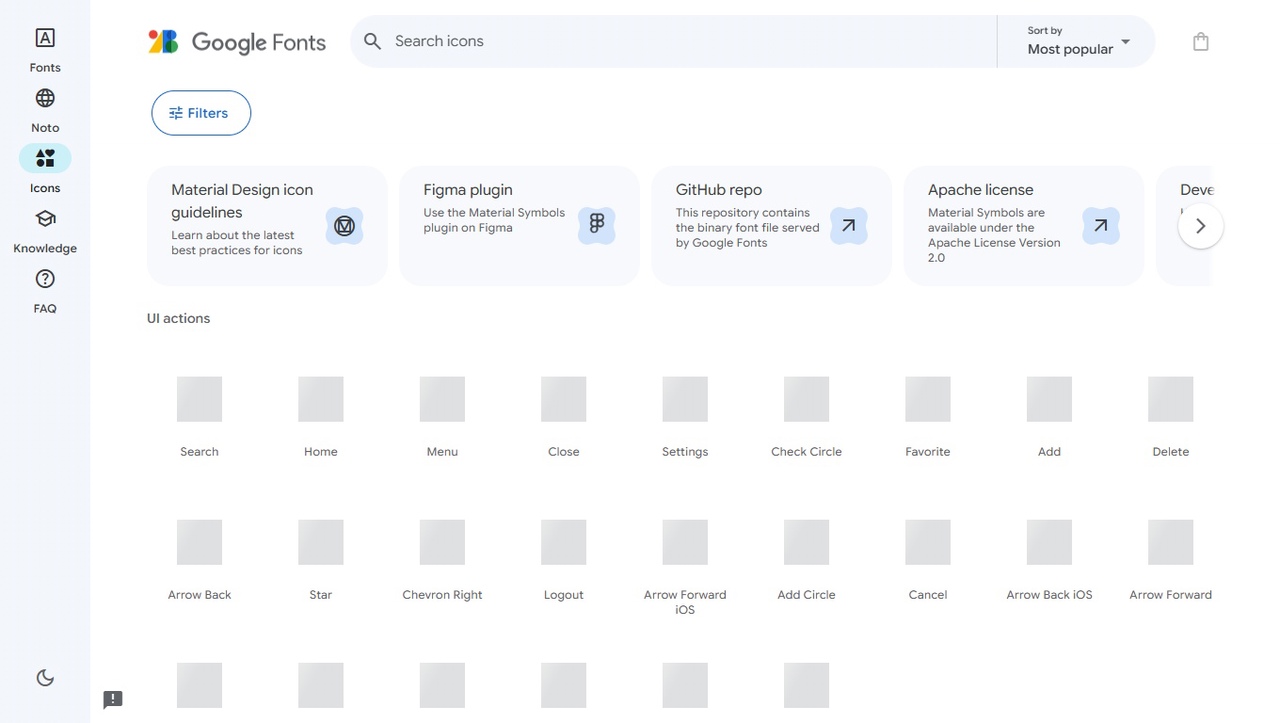 Fonts
Noto
Icons
Knowledge
FAQ
Google Fonts
Search icons
Sort by
Most popular
Filters
Material Design icon
guidelines
Learn about the latest
best practices for icons
Figma plugin
Use the Material Symbols
plugin on Figma
GitHub repo
This repository contains
the binary font file served
by Google Fonts
Apache license
Material Symbols are
available under the
Apache License Version
2.0
Deve
UI actions
Search
Home
Menu
Close
Settings
Check Circle
Favorite
Add
Delete
Arrow Back
Star
Chevron Right
Logout
Arrow Forward
iOS
Add Circle
Cancel
Arrow Back iOS
Arrow Forward